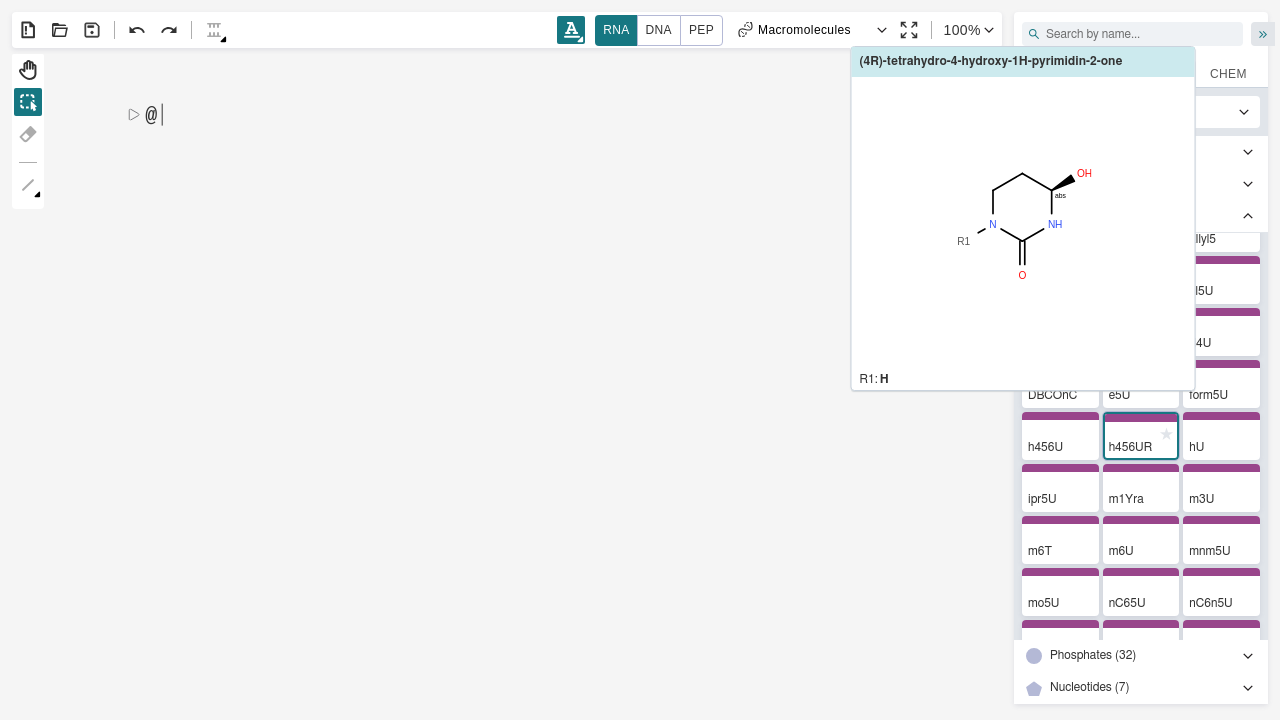 RNA DNA PEP Macromolecules 100% Search by name...
(4R)-tetrahydro-4-hydroxy-1H-pyrimidin-2-one
CHEM
@
OH
abs
N NH
R1
O
R1: H
llyl5
l5U
4U
DBCOnC e5U form5U
h456U h456UR hU
ipr5U m1Yra m3U
m6T m6U mnm5U
mo5U nC65U nC6n5U
Phosphates (32)
Nucleotides (7)